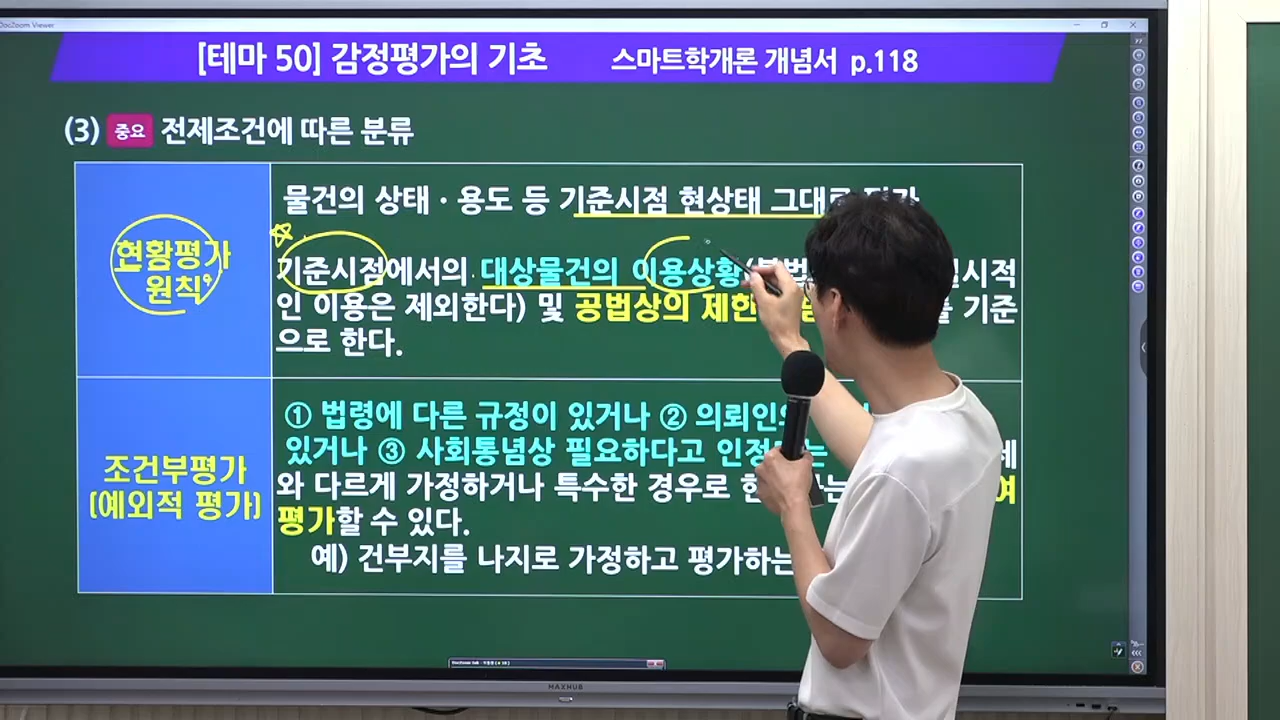 DocZoom Viewer
[테마 50] 감정평가의 기초 스마트학개론 개념서 p.118
(3) 중요 전제조건에 따른 분류
현황평가
원칙
물건의 상태·용도 등 기준시점 현상태 그대로
기준시점에서의 대상물건의 이용상황(
일시적
인 이용은 제외한다) 및 공법상의 제한
기준
으로 한다.
조건부평가
(예외적 평가)
① 법령에 다른 규정이 있거나 ② 의뢰인
있거나 ③ 사회통념상 필요하다고
와 다르게 가정하거나 특수한 경우로
평가할 수 있다.
예) 건부지를 나지로 가정하고 평가하는
MAXHUB